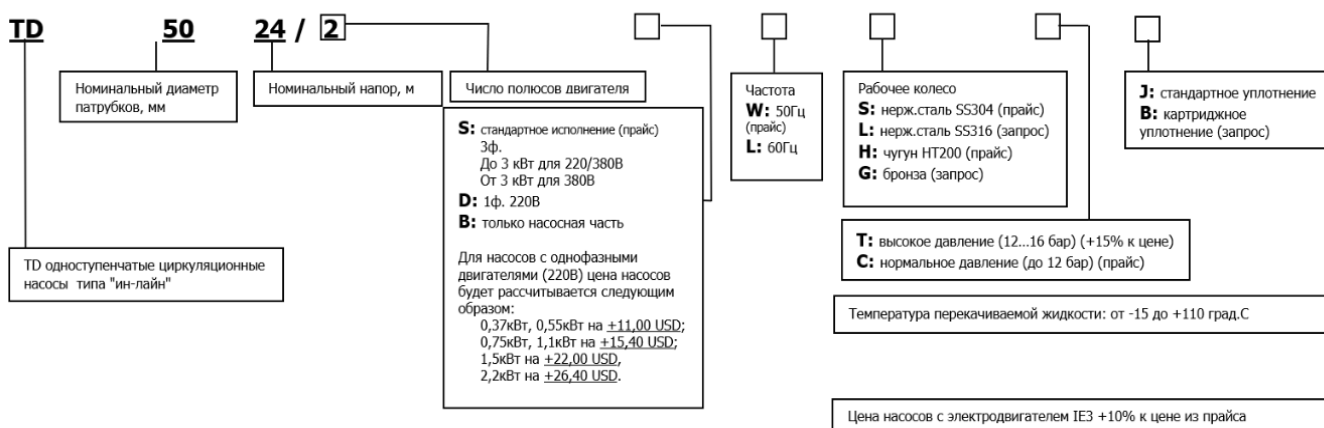 TD 50 24 / 2
Номинальный диаметр
патрубков, мм
Номинальный напор, м
Число полюсов двигателя
S: стандартное исполнение (прайс)
3ф.
До 3 кВт для 220/380В
От 3 кВт для 380В
D: 1ф. 220В
B: только насосная часть
Для насосов с однофазными
двигателями (220В) цена насосов
будет рассчитывается следующим
образом:
0,37кВт, 0,55кВт на +11,00 USD;
0,75кВт, 1,1кВт на +15,40 USD;
1,5кВт на +22,00 USD,
2,2кВт на +26,40 USD.
Частота
W: 50Гц
(прайс)
L: 60Гц
Рабочее колесо
S: нерж.сталь SS304 (прайс)
L: нерж.сталь SS316 (запрос)
H: чугун HT200 (прайс)
G: бронза (запрос)
J: стандартное уплотнение
B: картриджное
уплотнение (запрос)
T: высокое давление (12...16 бар) (+15% к цене)
C: нормальное давление (до 12 бар) (прайс)
TD одноступенчатые циркуляционные
насосы типа "ин-лайн"
Температура перекачиваемой жидкости: от -15 до +110 град.С
Цена насосов с электродвигателем IE3 +10% к цене из прайса